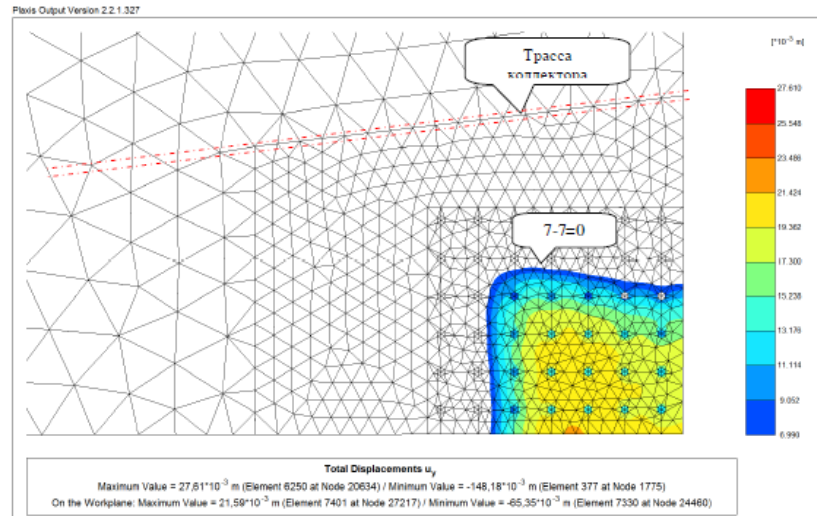 Plaxis Output Version 2.2.1.327
[*10⁻³ m]
Трасса
коллектора
27.610
25.548
23.486
21.424
19.362
17.300
15.238
13.176
11.114
9.052
6.990
7-7=0
Total Displacements uᵧ
Maximum Value = 27,61*10⁻³ m (Element 6250 at Node 20634) / Minimum Value = -148,18*10⁻³ m (Element 377 at Node 1775)
On the Workplane: Maximum Value = 21,59*10⁻³ m (Element 7401 at Node 27217) / Minimum Value = -65,35*10⁻³ m (Element 7330 at Node 24460)